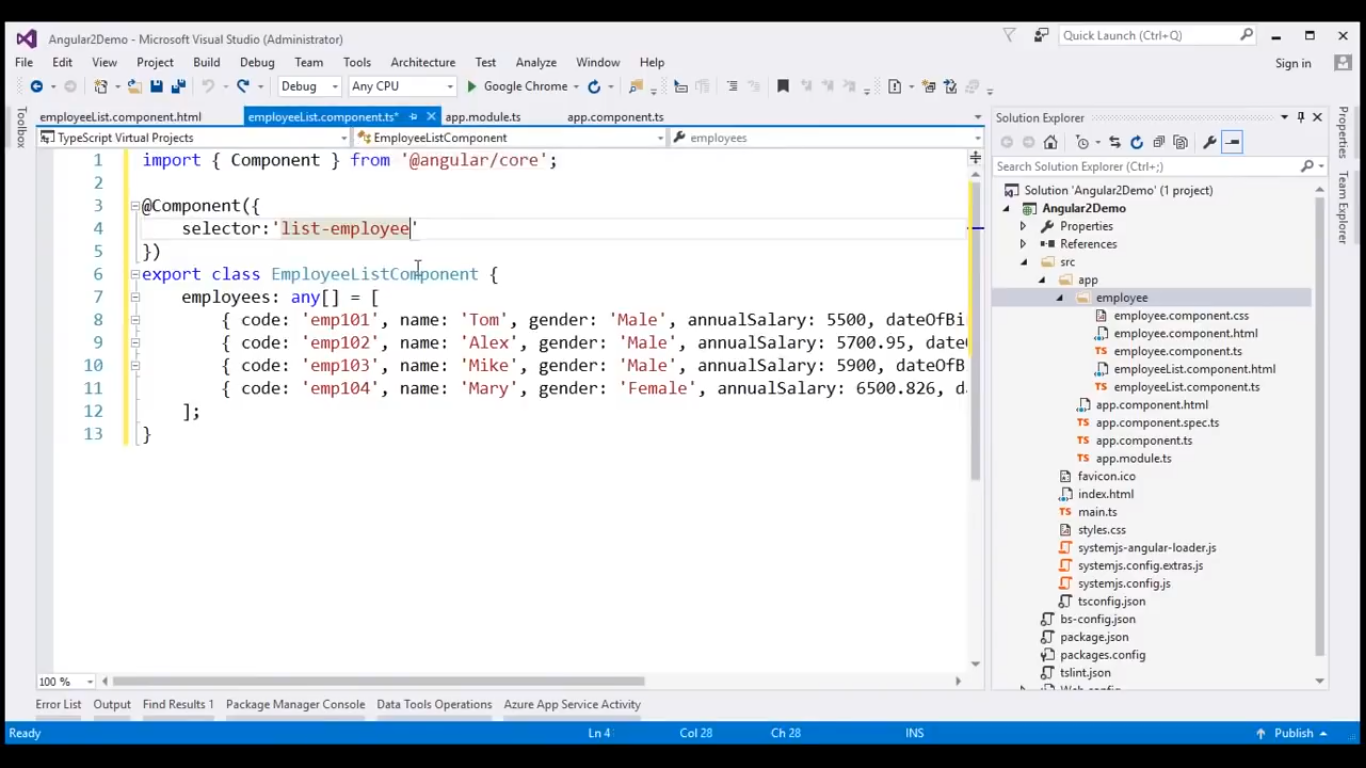 Angular2Demo - Microsoft Visual Studio (Administrator)
Quick Launch (Ctrl+Q)
File Edit View Project Build Debug Team Tools Architecture Test Analyze Window Help
Sign in
Debug Any CPU Google Chrome
employeeList.component.html employeeList.component.ts* app.module.ts app.component.ts
TypeScript Virtual Projects EmployeeListComponent employees
Toolbox
1 import { Component } from '@angular/core';
2
3 @Component({
4 selector:'list-employee'
5 })
6 export class EmployeeListComponent {
7 employees: any[] = [
8 { code: 'emp101', name: 'Tom', gender: 'Male', annualSalary: 5500, dateOfBi
9 { code: 'emp102', name: 'Alex', gender: 'Male', annualSalary: 5700.95, dateO
10 { code: 'emp103', name: 'Mike', gender: 'Male', annualSalary: 5900, dateOfB
11 { code: 'emp104', name: 'Mary', gender: 'Female', annualSalary: 6500.826, d
12 ];
13 }
100 %
Solution Explorer
Search Solution Explorer (Ctrl+;)
Solution 'Angular2Demo' (1 project)
Angular2Demo
Properties
References
src
app
employee
employee.component.css
employee.component.html
employee.component.ts
employeeList.component.html
employeeList.component.ts
app.component.html
app.component.spec.ts
app.component.ts
app.module.ts
favicon.ico
index.html
main.ts
styles.css
systemjs-angular-loader.js
systemjs.config.extras.js
systemjs.config.js
tsconfig.json
bs-config.json
package.json
packages.config
tslint.json
Web.config
Properties
Team Explorer
Error List Output Find Results 1 Package Manager Console Data Tools Operations Azure App Service Activity
Ready Ln 4 Col 28 Ch 28 INS Publish